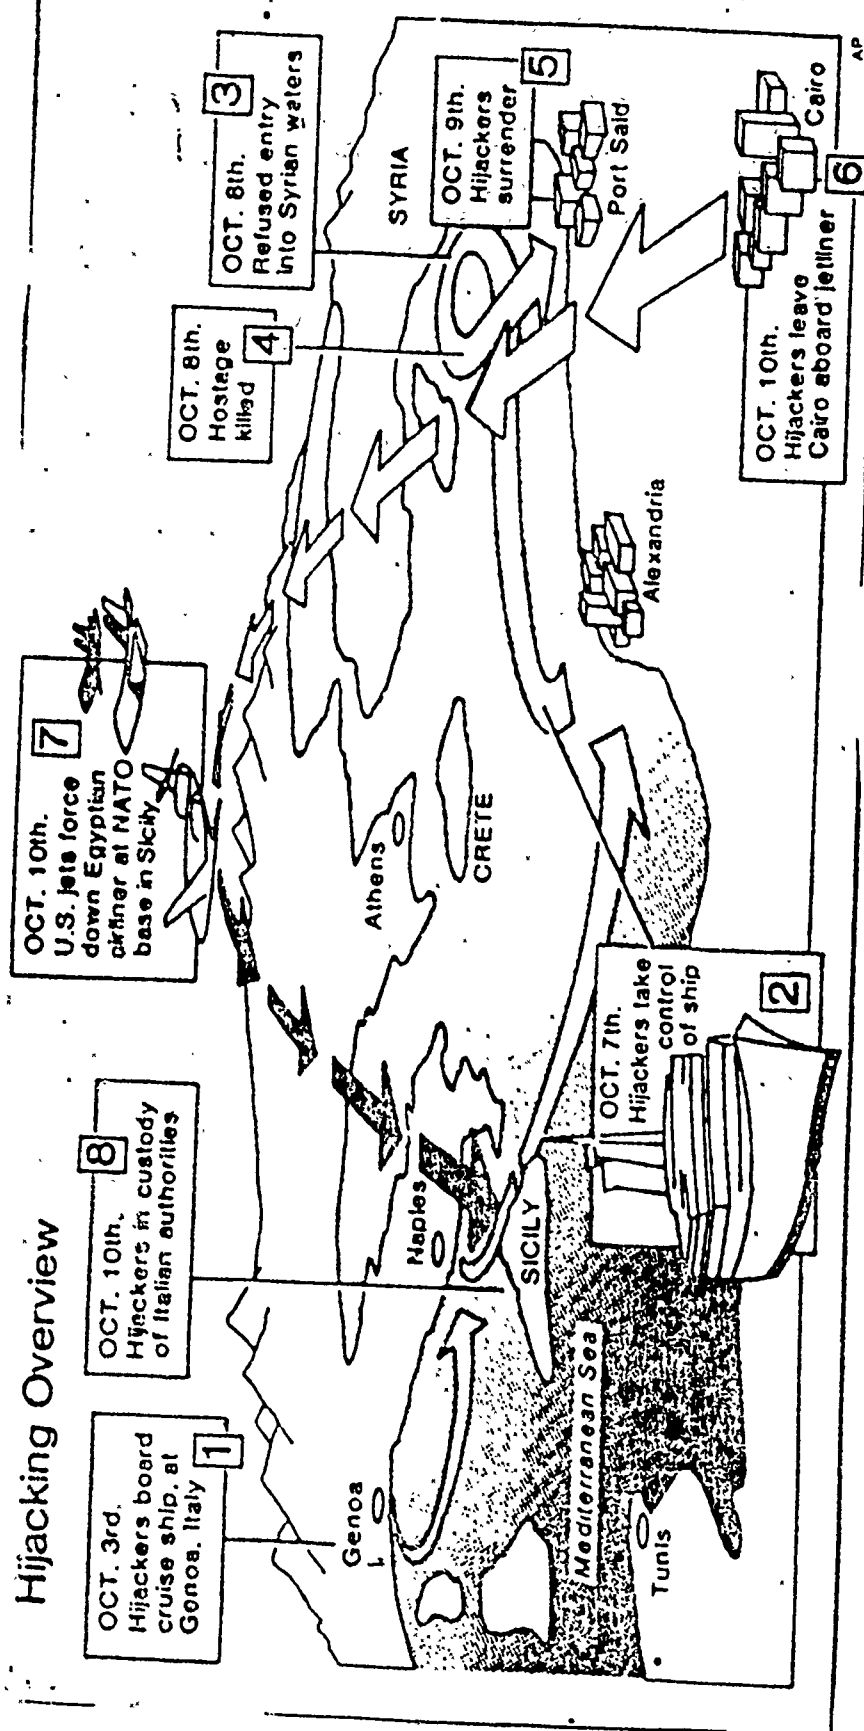 Hijacking Overview
1
OCT. 3rd.
Hijackers board
cruise ship, at
Genoa, Italy
8
OCT. 10th.
Hijackers in custody
of Italian authorities
7
OCT. 10th.
U.S. jets force
down Egyptian
airliner at NATO
base in Sicily
4
OCT. 8th.
Hostage
killed
3
OCT. 8th.
Refused entry
into Syrian waters
5
OCT. 9th.
Hijackers
surrender
2
OCT. 7th.
Hijackers take
control
of ship
6
OCT. 10th.
Hijackers leave
Cairo aboard jetliner
Genoa
Naples
SICILY
Mediterranean Sea
Tunis
Athens
CRETE
Alexandria
SYRIA
Port Said
Cairo
AP